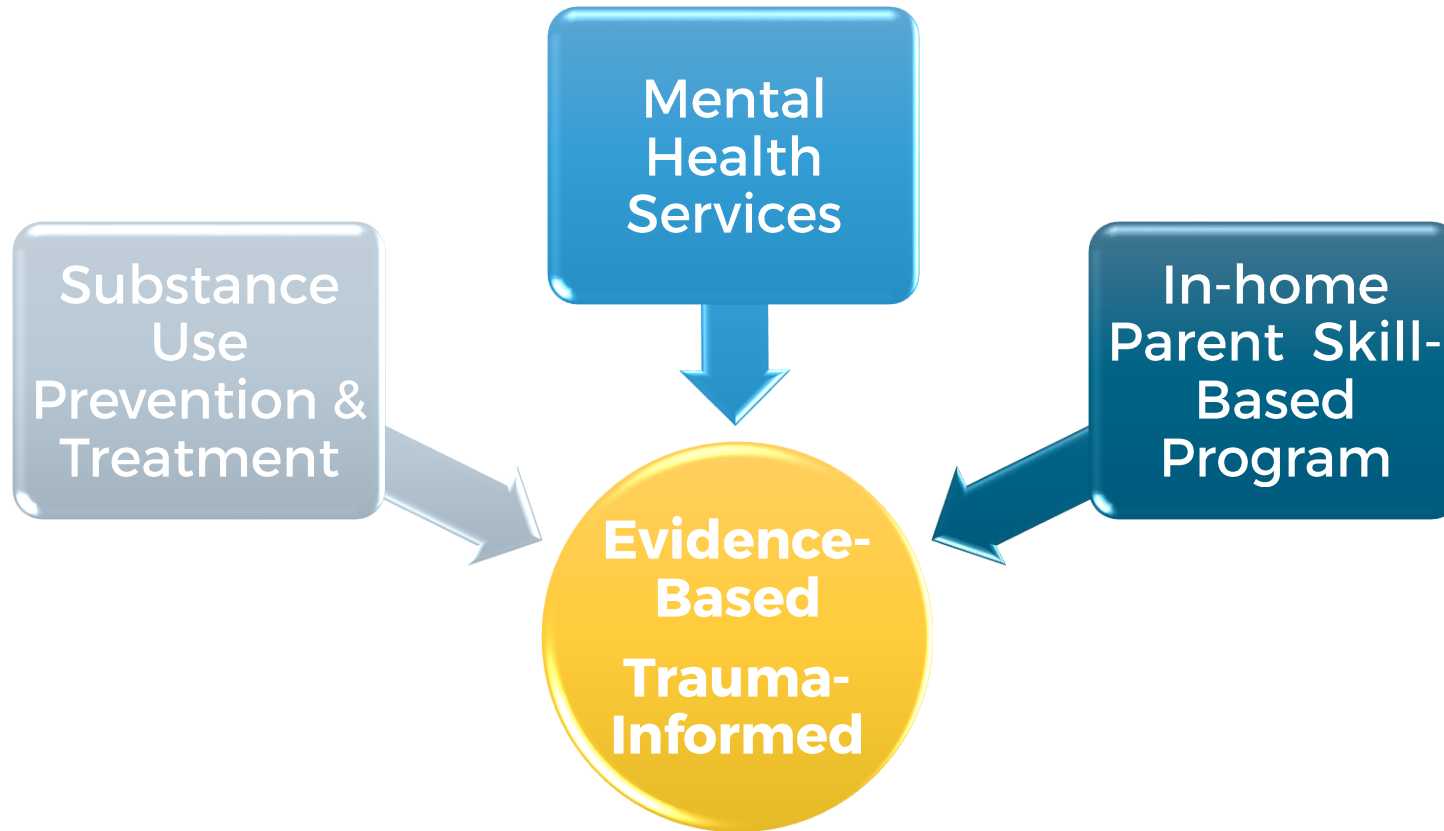 Mental
Health
Services
Substance
Use
Prevention &
Treatment
In-home
Parent Skill-
Based
Program
Evidence-
Based
Trauma-
Informed